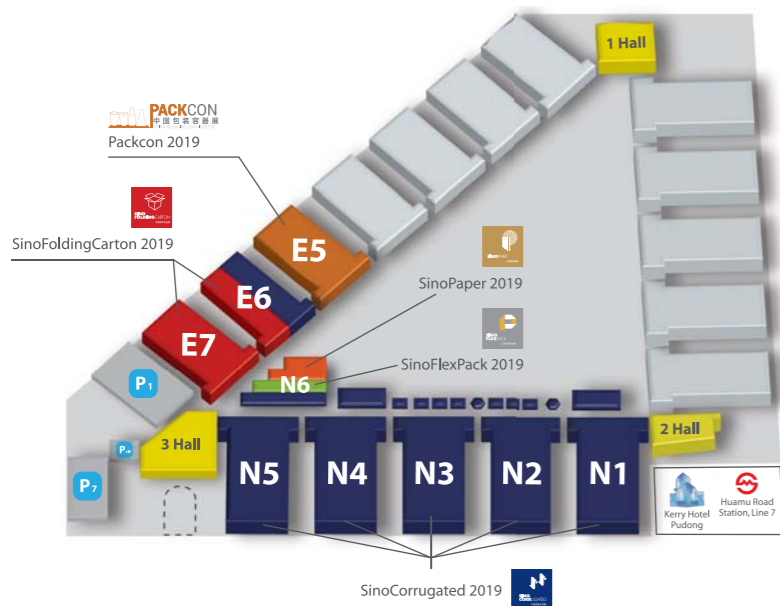 1 Hall
PACKCON
中国包装容器展
Packcon 2019
SinoFoldingCarton 2019
E5
SinoPaper 2019
E6
SinoFlexPack 2019
E7
N6
P1
3 Hall
2 Hall
P7
N5
N4
N3
N2
N1
Kerry Hotel
Pudong
Huamu Road
Station, Line 7
SinoCorrugated 2019